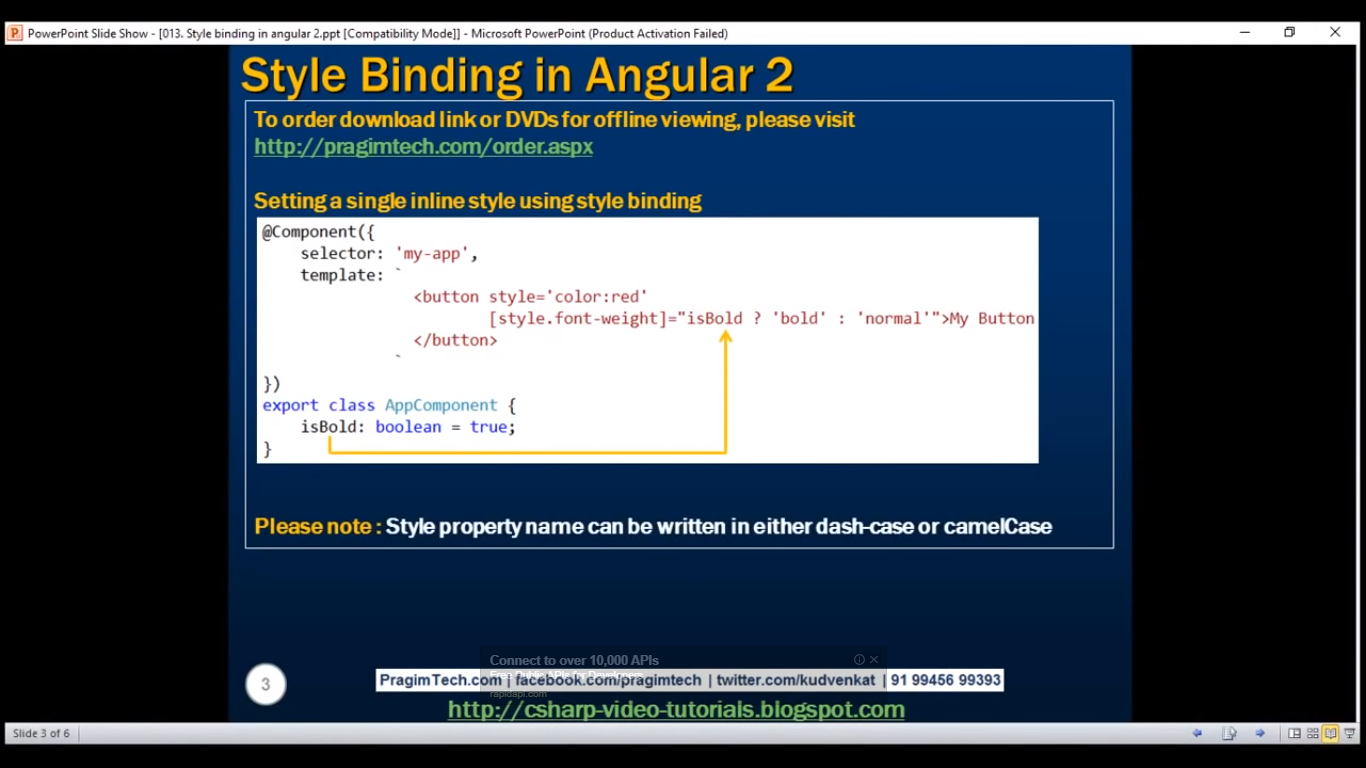 PowerPoint Slide Show - [013. Style binding in angular 2.ppt [Compatibility Mode]] - Microsoft PowerPoint (Product Activation Failed)
Style Binding in Angular 2
To order download link or DVDs for offline viewing, please visit
http://pragimtech.com/order.aspx
Setting a single inline style using style binding
@Component({
selector: 'my-app',
template: `
<button style='color:red'
[style.font-weight]="isBold ? 'bold' : 'normal'">My Button
</button>
`
})
export class AppComponent {
isBold: boolean = true;
}
Please note : Style property name can be written in either dash-case or camelCase
Connect to over 10,000 APIs
Free Public APIs for Developers
rapidapi.com
3
PragimTech.com | facebook.com/pragimtech | twitter.com/kudvenkat | 91 99456 99393
http://csharp-video-tutorials.blogspot.com
Slide 3 of 6